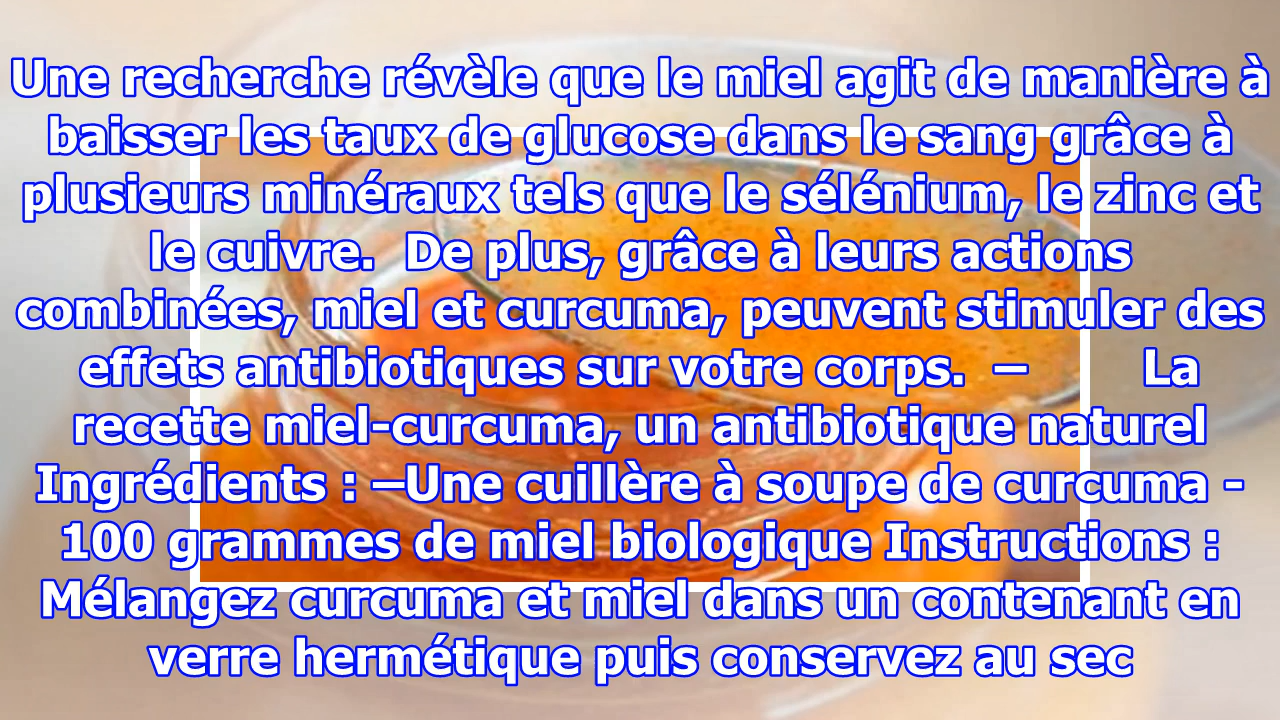 Une recherche révèle que le miel agit de manière à
baisser les taux de glucose dans le sang grâce à
plusieurs minéraux tels que le sélénium, le zinc et
le cuivre.  De plus, grâce à leurs actions
combinées, miel et curcuma, peuvent stimuler des
effets antibiotiques sur votre corps.  –        La
recette miel-curcuma, un antibiotique naturel
Ingrédients : –Une cuillère à soupe de curcuma -
100 grammes de miel biologique Instructions :
Mélangez curcuma et miel dans un contenant en
verre hermétique puis conservez au sec